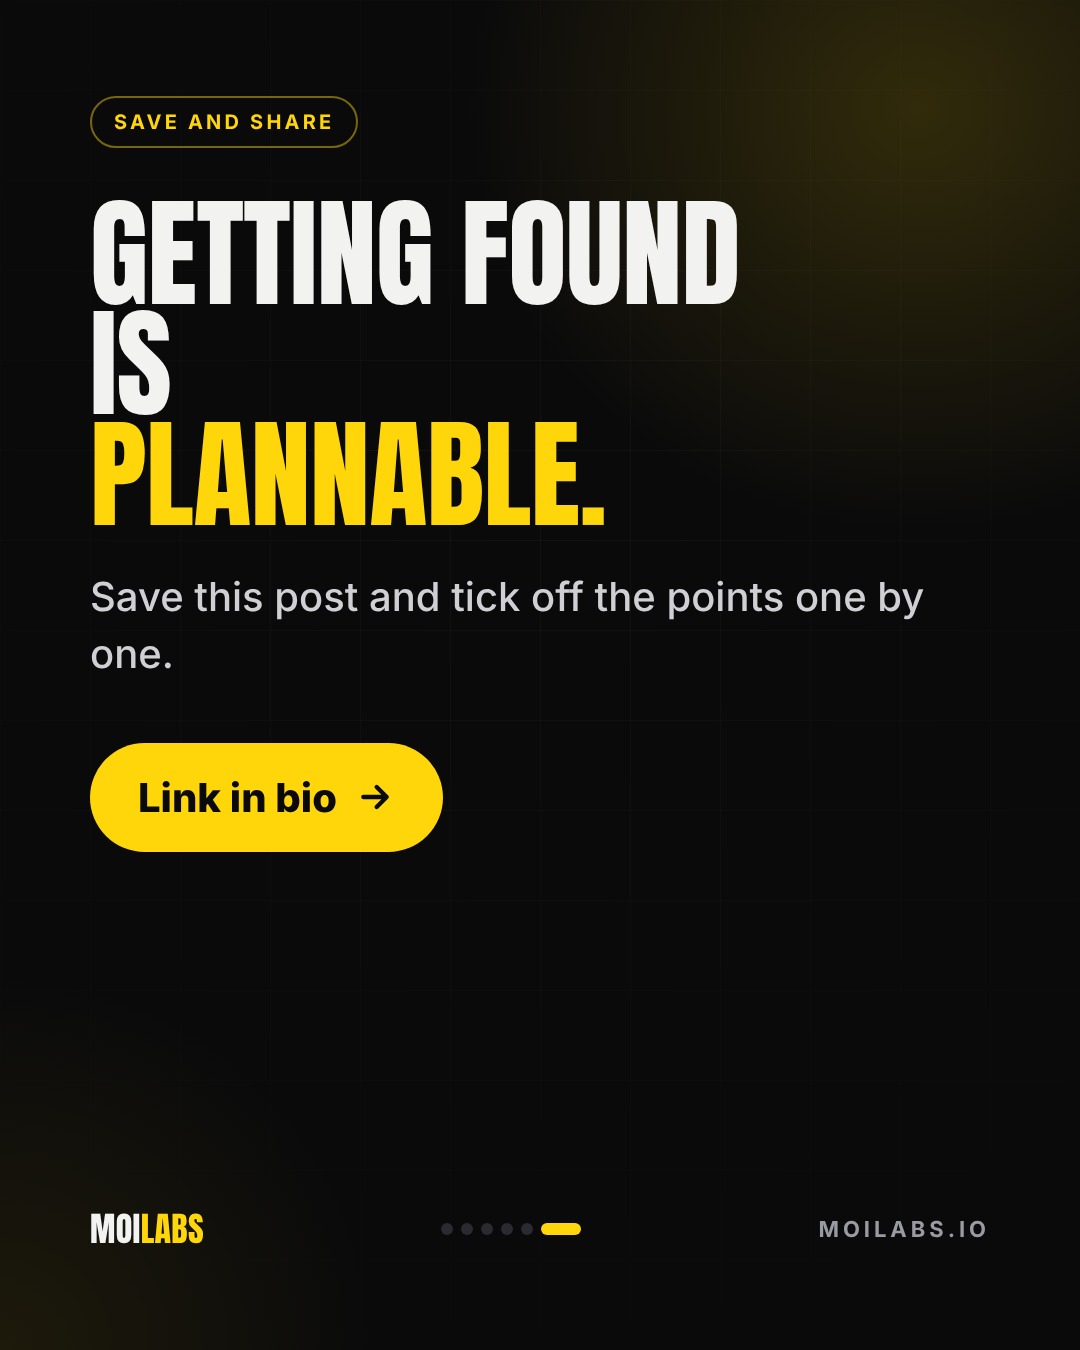 SAVE AND SHARE
GETTING FOUND
IS
PLANNABLE.
Save this post and tick off the points one by
one.
Link in bio →
MOILABS
MOILABS.IO